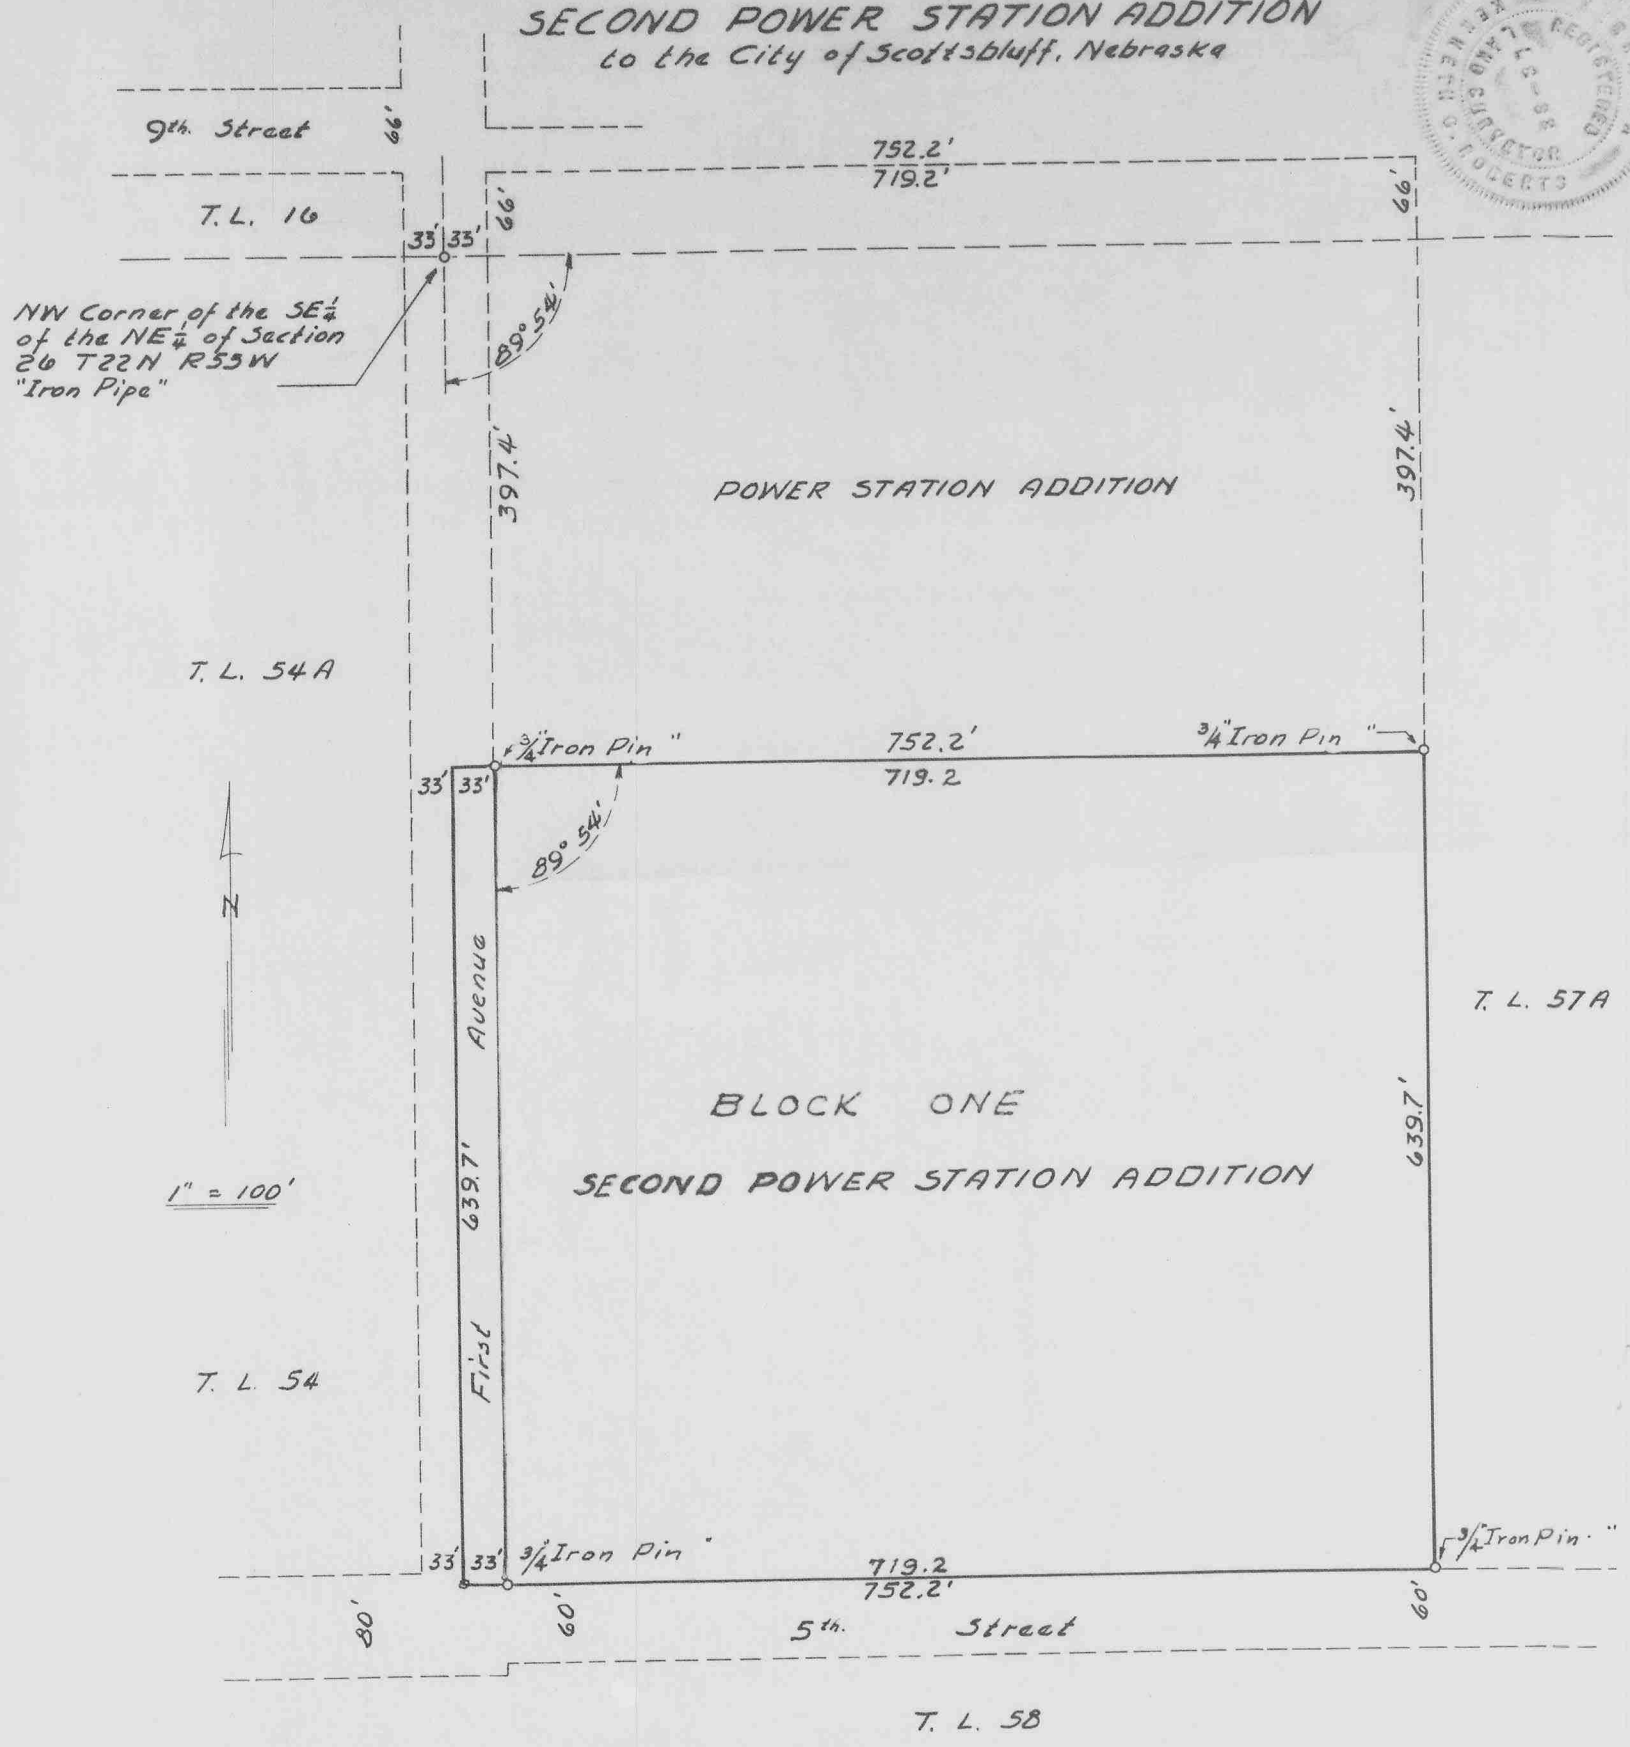 SECOND POWER STATION ADDITION
to the City of Scottsbluff, Nebraska
REGISTERED
LAND SURVEYOR
KENNETH O. ROBERTS
9th. Street
66'
752.2'
719.2'
66'
66'
T.L. 16
33' 33'
NW Corner of the SE¼
of the NE¼ of Section
26 T22N R55W
"Iron Pipe"
89° 54'
397.4'
397.4'
POWER STATION ADDITION
T. L. 54A
¾" Iron Pin "
752.2'
719.2
¾" Iron Pin "
33' 33'
89° 54'
N
First 639.7' Avenue
T. L. 57A
BLOCK ONE
639.7'
SECOND POWER STATION ADDITION
1" = 100'
T. L. 54
33' 33'
¾" Iron Pin "
719.2
752.2'
¾" Iron Pin. "
80'
60'
5th. Street
60'
T. L. 58